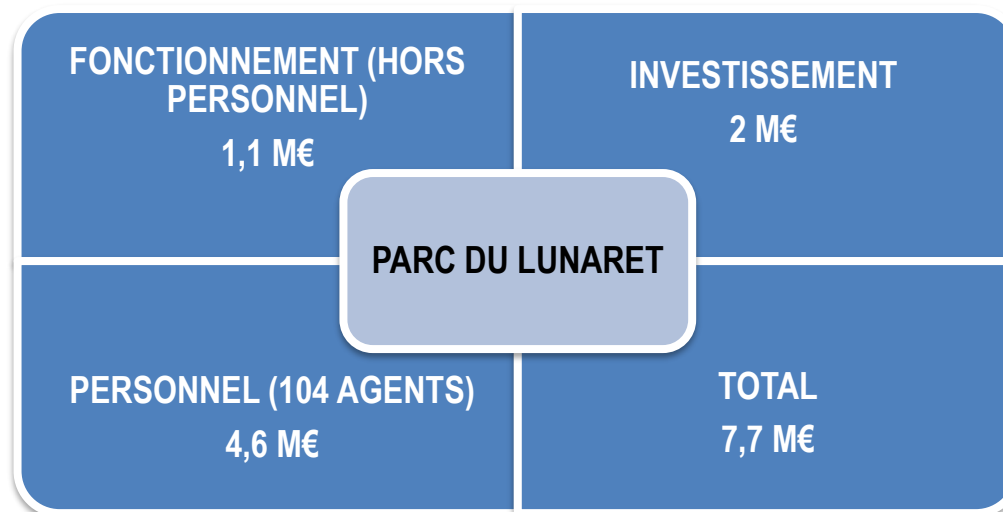 FONCTIONNEMENT (HORS
PERSONNEL)
1,1 M€
INVESTISSEMENT
2 M€
PARC DU LUNARET
PERSONNEL (104 AGENTS)
4,6 M€
TOTAL
7,7 M€